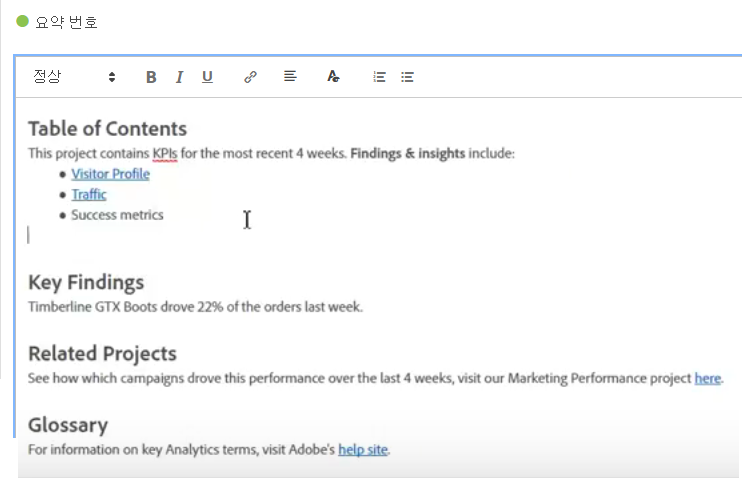 요약 번호
정상 B I U
Table of Contents
This project contains KPIs for the most recent 4 weeks. Findings & insights include:
• Visitor Profile
• Traffic
• Success metrics
Key Findings
Timberline GTX Boots drove 22% of the orders last week.
Related Projects
See how which campaigns drove this performance over the last 4 weeks, visit our Marketing Performance project here.
Glossary
For information on key Analytics terms, visit Adobe's help site.